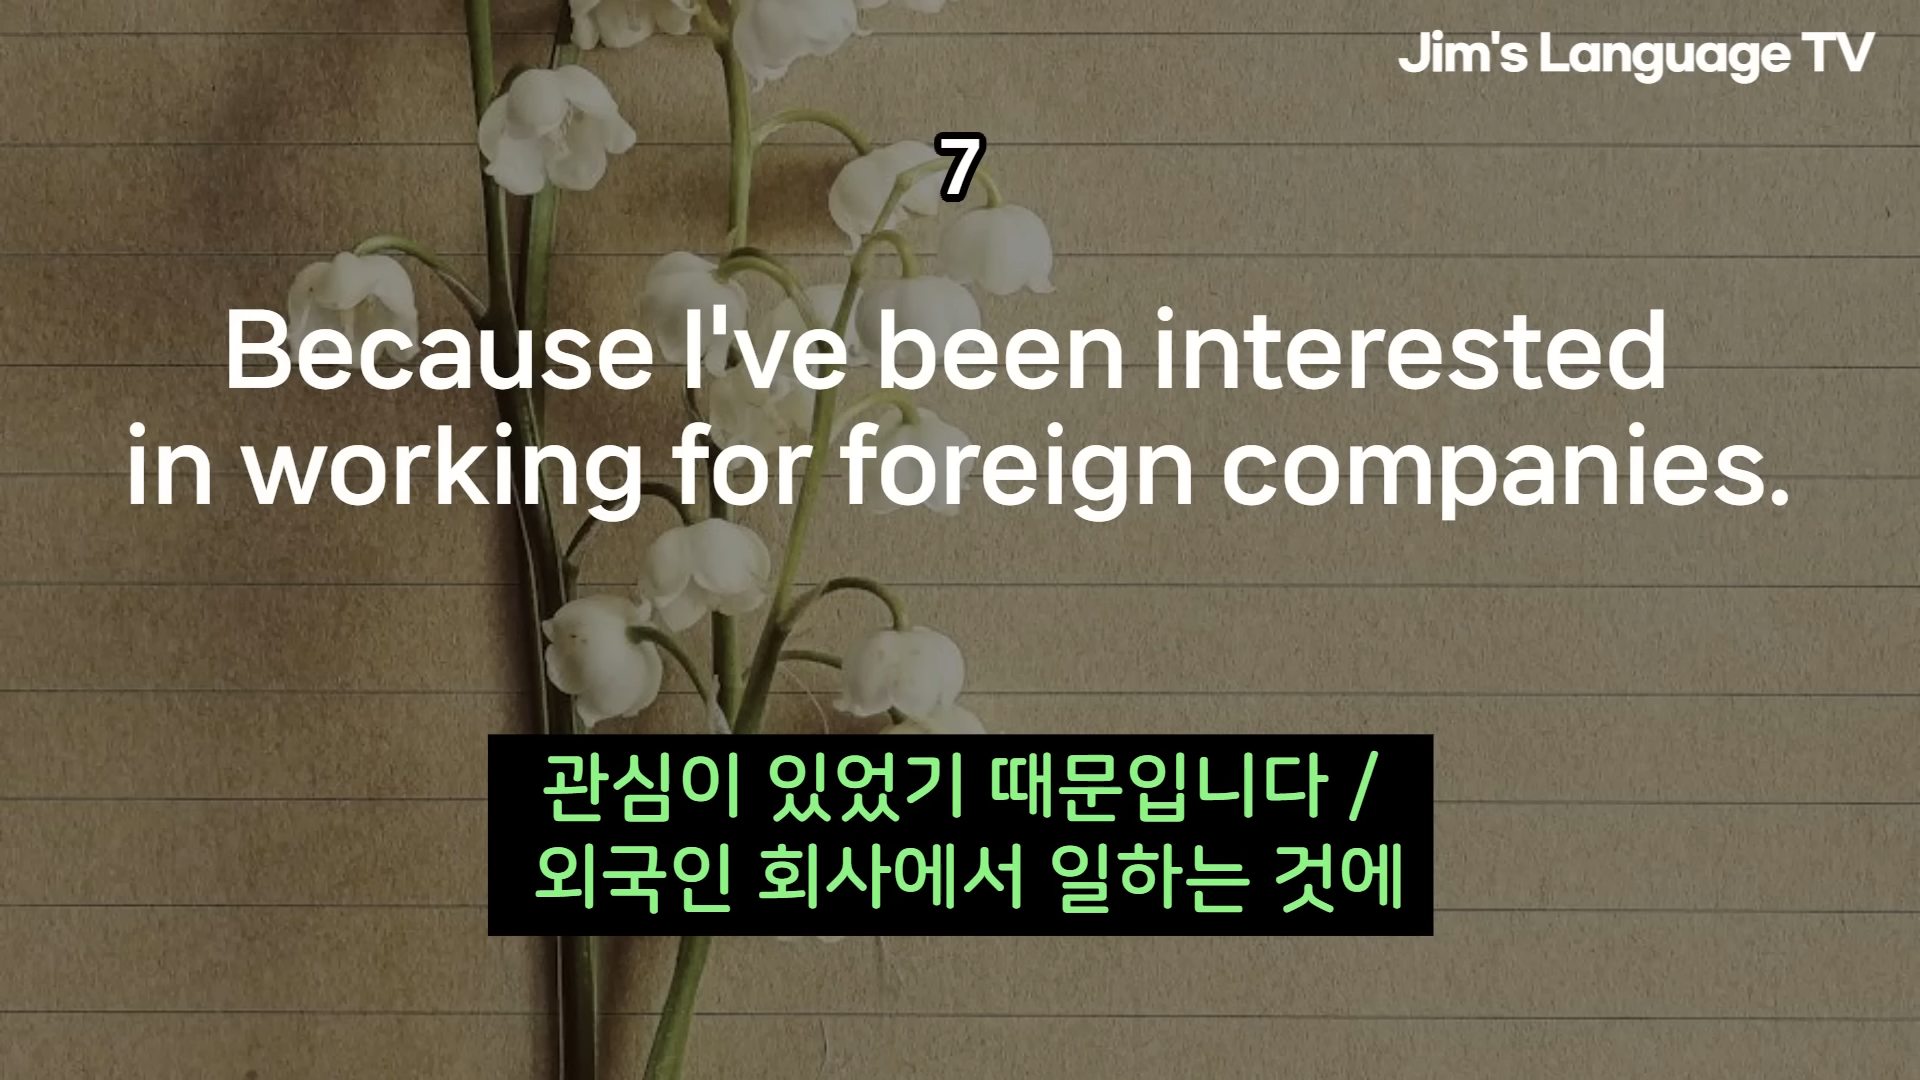 Jim's Language TV
7
Because I've been interested
in working for foreign companies.
관심이 있었기 때문입니다 /
외국인 회사에서 일하는 것에